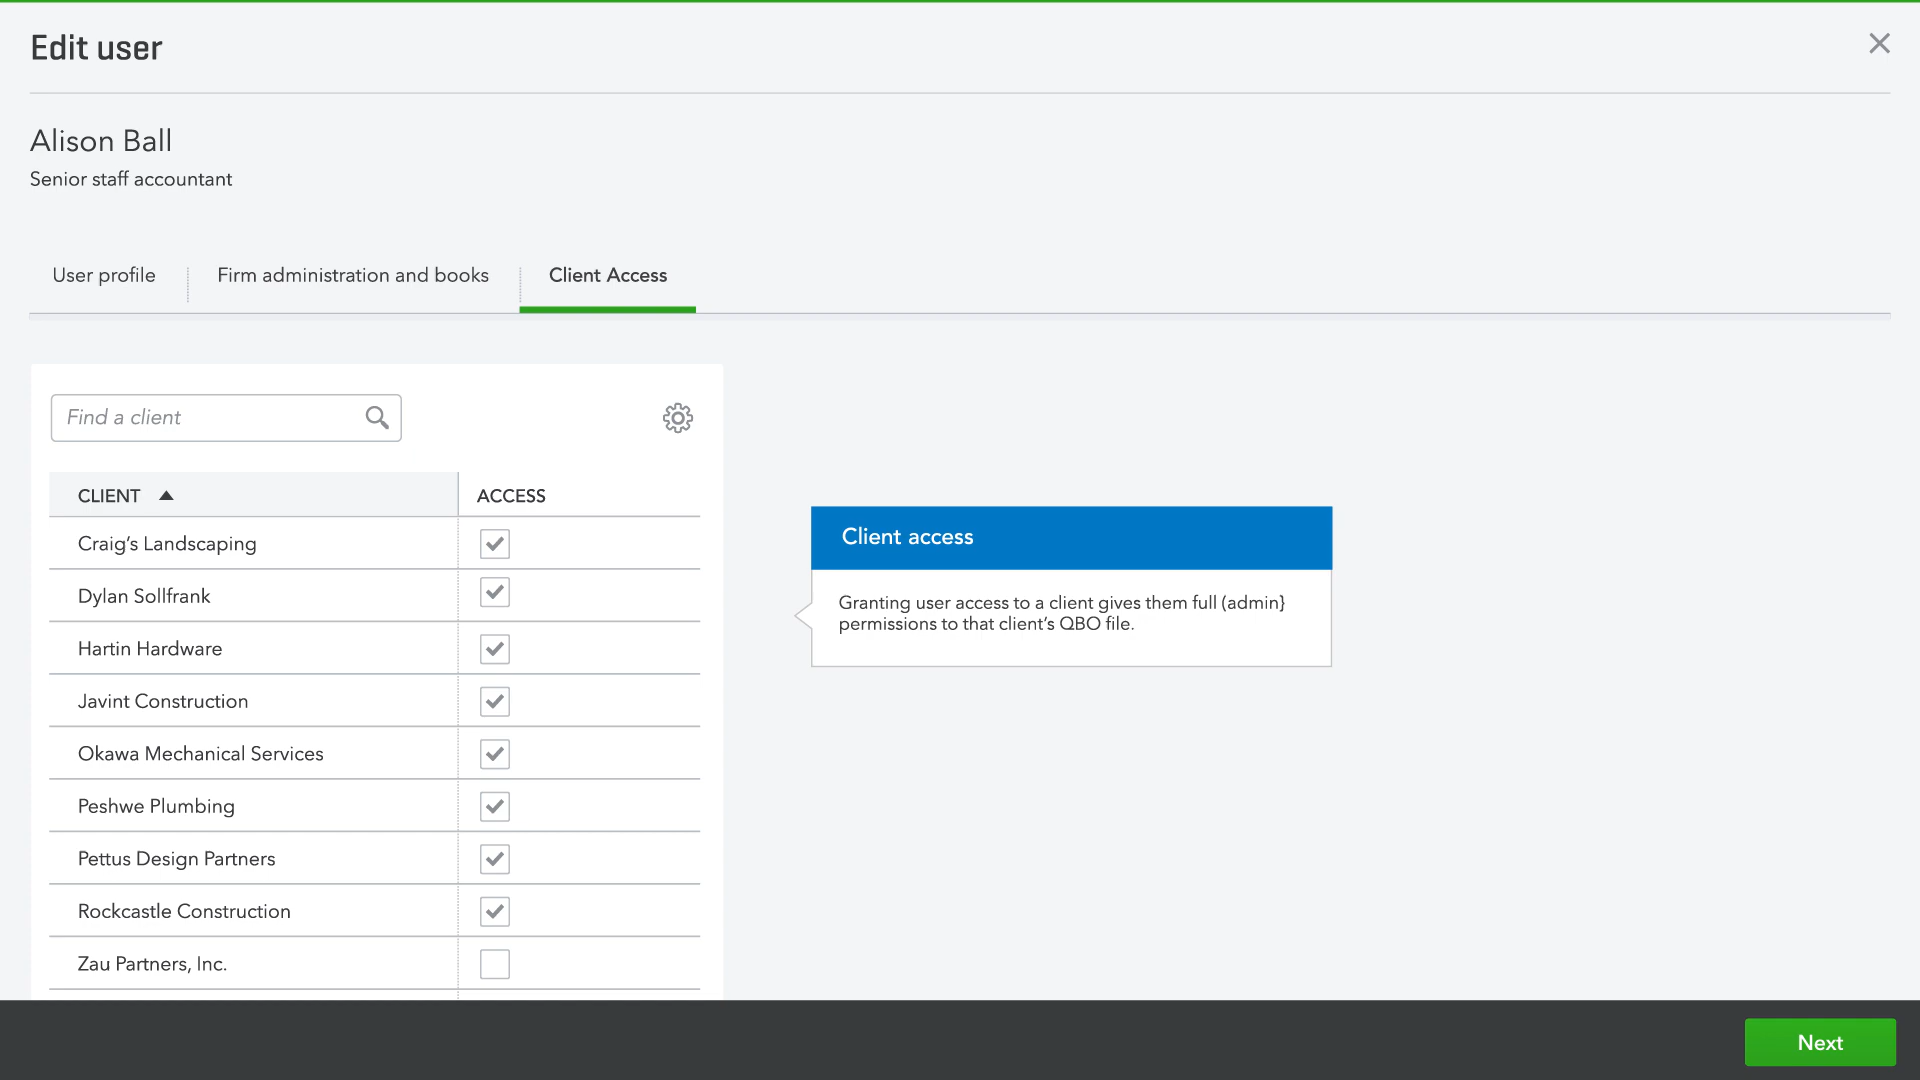 Edit user
Alison Ball
Senior staff accountant
User profile
Firm administration and books
Client Access
Find a client
CLIENT ACCESS
Craig’s Landscaping
Dylan Sollfrank
Hartin Hardware
Javint Construction
Okawa Mechanical Services
Peshwe Plumbing
Pettus Design Partners
Rockcastle Construction
Zau Partners, Inc.
Client access
Granting user access to a client gives them full (admin}
permissions to that client’s QBO file.
Next